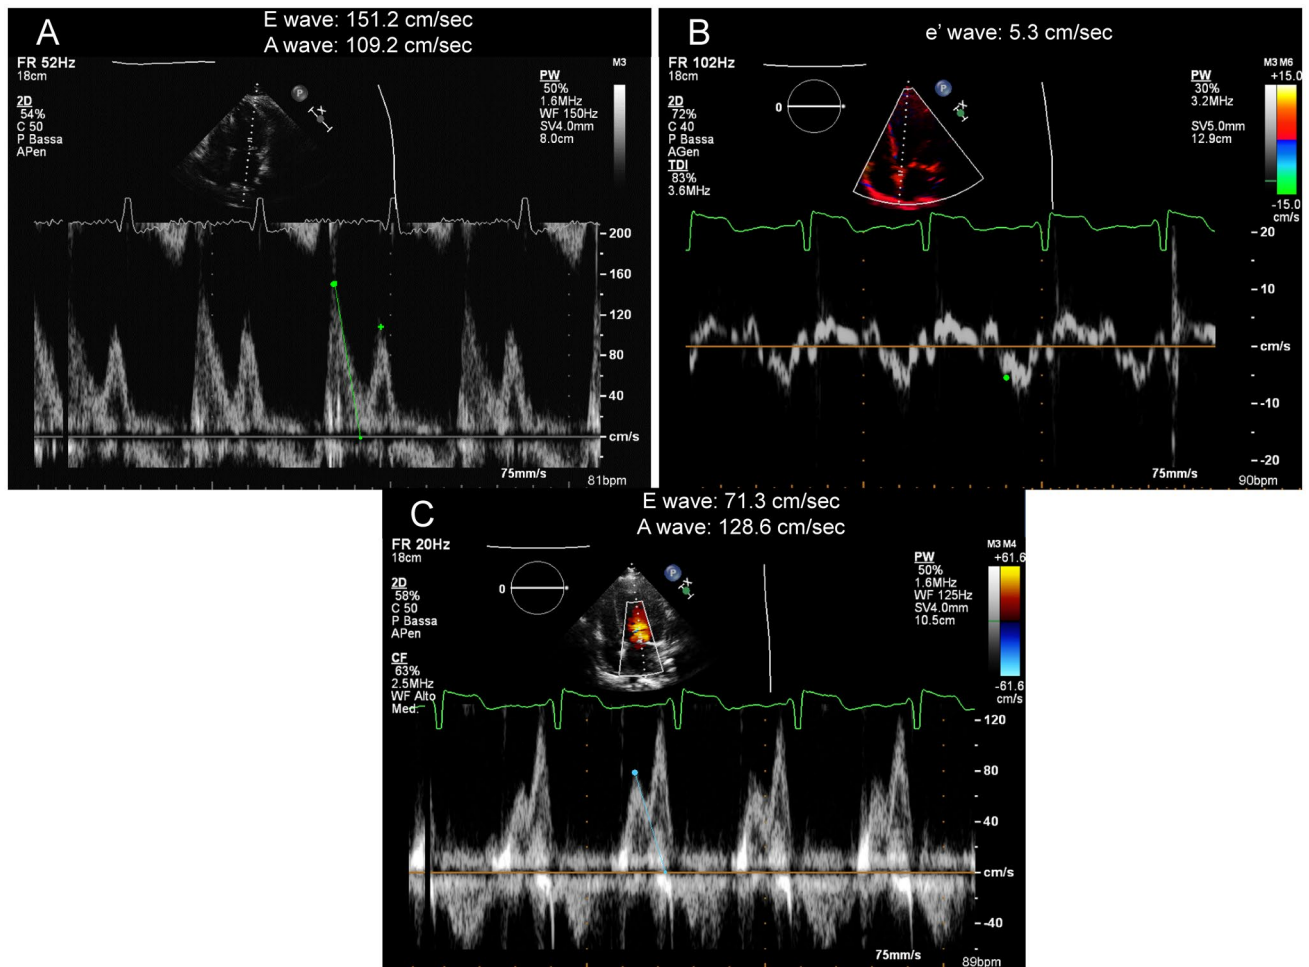 A
E wave: 151.2 cm/sec
A wave: 109.2 cm/sec
FR 52Hz
18cm
2D
54%
C 50
P Bassa
APen
P
X
M3
PW
50%
1.6MHz
WF 150Hz
SV4.0mm
8.0cm
200
160
120
80
40
cm/s
75mm/s
81bpm
B
e' wave: 5.3 cm/sec
FR 102Hz
18cm
2D
72%
C 40
P Bassa
AGen
TDI
83%
3.6MHz
0
P
X
M3 M6
+15.0
PW
30%
3.2MHz
SV5.0mm
12.9cm
-15.0
cm/s
20
10
cm/s
-10
-20
75mm/s
90bpm
C
E wave: 71.3 cm/sec
A wave: 128.6 cm/sec
FR 20Hz
18cm
2D
58%
C 50
P Bassa
APen
CF
63%
2.5MHz
WF Alto
Med.
0
P
X
M3 M4
+61.6
PW
50%
1.6MHz
WF 125Hz
SV4.0mm
10.5cm
-61.6
cm/s
120
80
40
cm/s
-40
75mm/s
89bpm